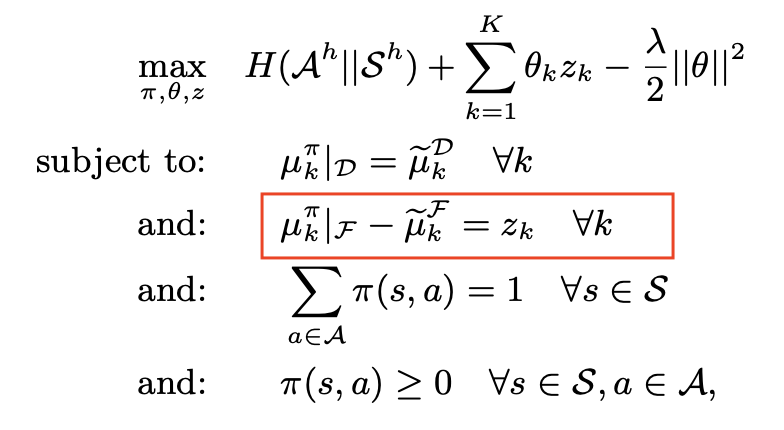 max_{π,θ,z} H(𝒜^h||𝒮^h) + ∑_{k=1}^{K} θ_k z_k − \frac{λ}{2}||θ||^2
subject to: μ_k^π|_𝒟 = μ̃_k^𝒟 ∀k
and: μ_k^π|_ℱ − μ̃_k^ℱ = z_k ∀k
and: ∑_{a∈𝒜} π(s, a) = 1 ∀s ∈ 𝒮
and: π(s, a) ≥ 0 ∀s ∈ 𝒮, a ∈ 𝒜,